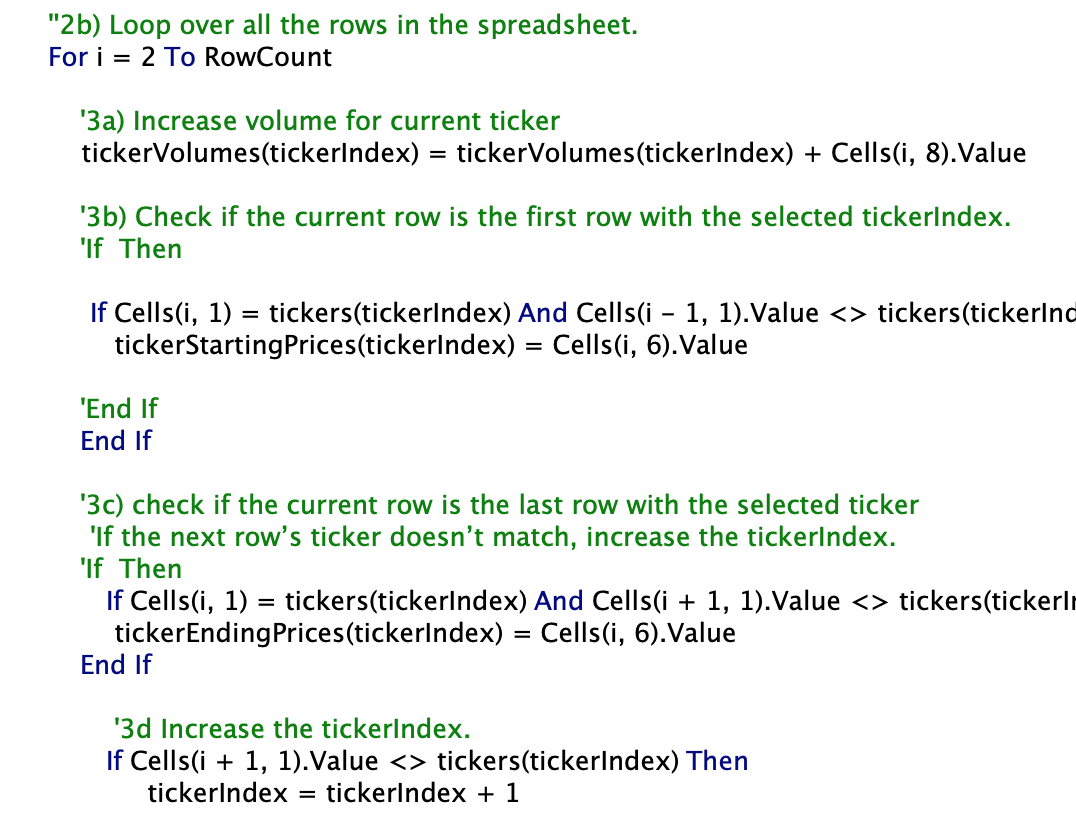 ''2b) Loop over all the rows in the spreadsheet.
For i = 2 To RowCount
'3a) Increase volume for current ticker
tickerVolumes(tickerIndex) = tickerVolumes(tickerIndex) + Cells(i, 8).Value
'3b) Check if the current row is the first row with the selected tickerIndex.
'If  Then
If Cells(i, 1) = tickers(tickerIndex) And Cells(i - 1, 1).Value <> tickers(tickerInd
tickerStartingPrices(tickerIndex) = Cells(i, 6).Value
'End If
End If
'3c) check if the current row is the last row with the selected ticker
'If the next row’s ticker doesn’t match, increase the tickerIndex.
'If  Then
If Cells(i, 1) = tickers(tickerIndex) And Cells(i + 1, 1).Value <> tickers(tickerI
tickerEndingPrices(tickerIndex) = Cells(i, 6).Value
End If
'3d Increase the tickerIndex.
If Cells(i + 1, 1).Value <> tickers(tickerIndex) Then
tickerIndex = tickerIndex + 1